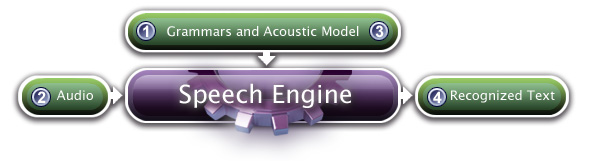 1 Grammars and Acoustic Model 3
2 Audio
Speech Engine
4 Recognized Text